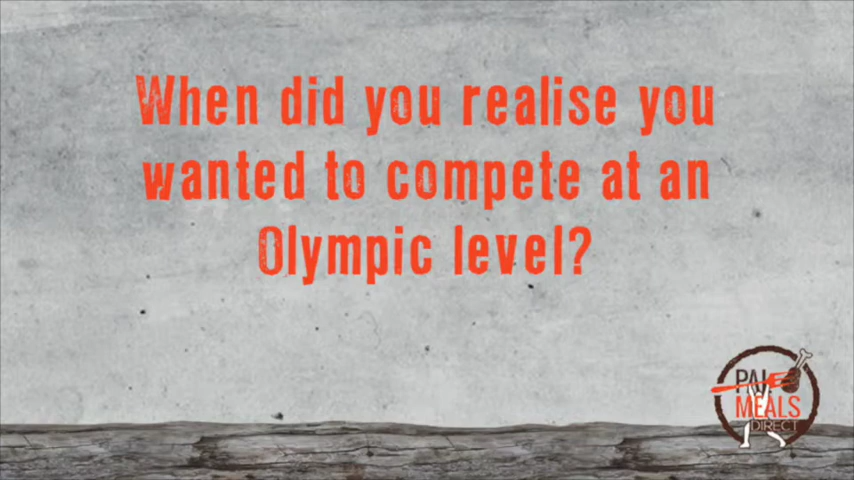 When did you realise you
wanted to compete at an
Olympic level?
MEALS
DIRECT